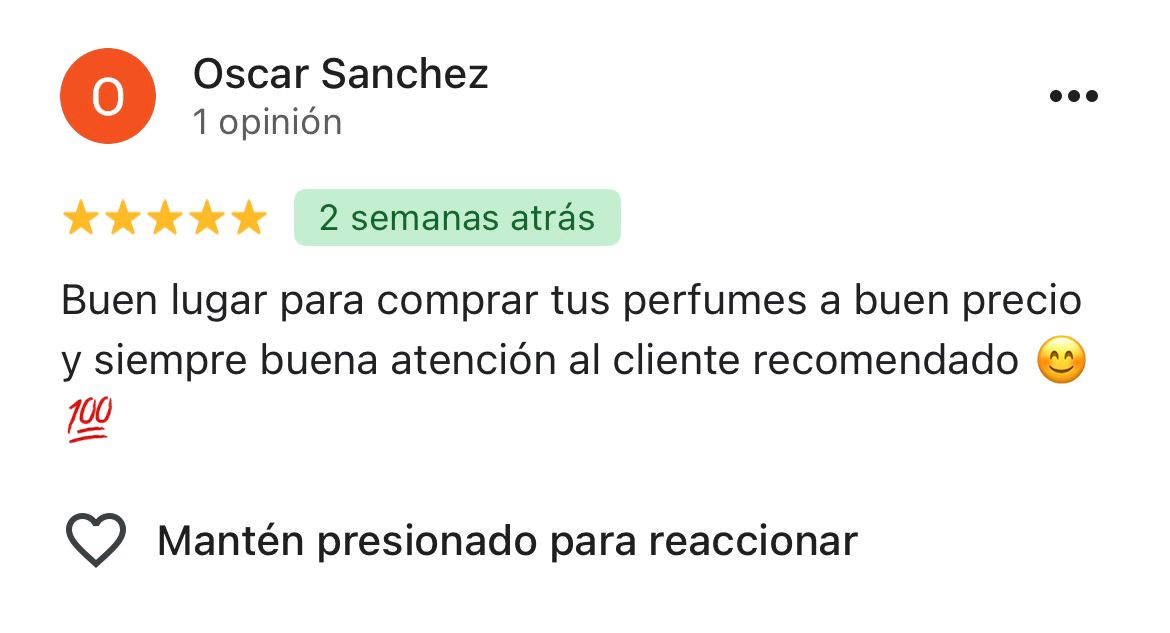 O
Oscar Sanchez
1 opinión
2 semanas atrás
Buen lugar para comprar tus perfumes a buen precio
y siempre buena atención al cliente recomendado 😊
💯
Mantén presionado para reaccionar